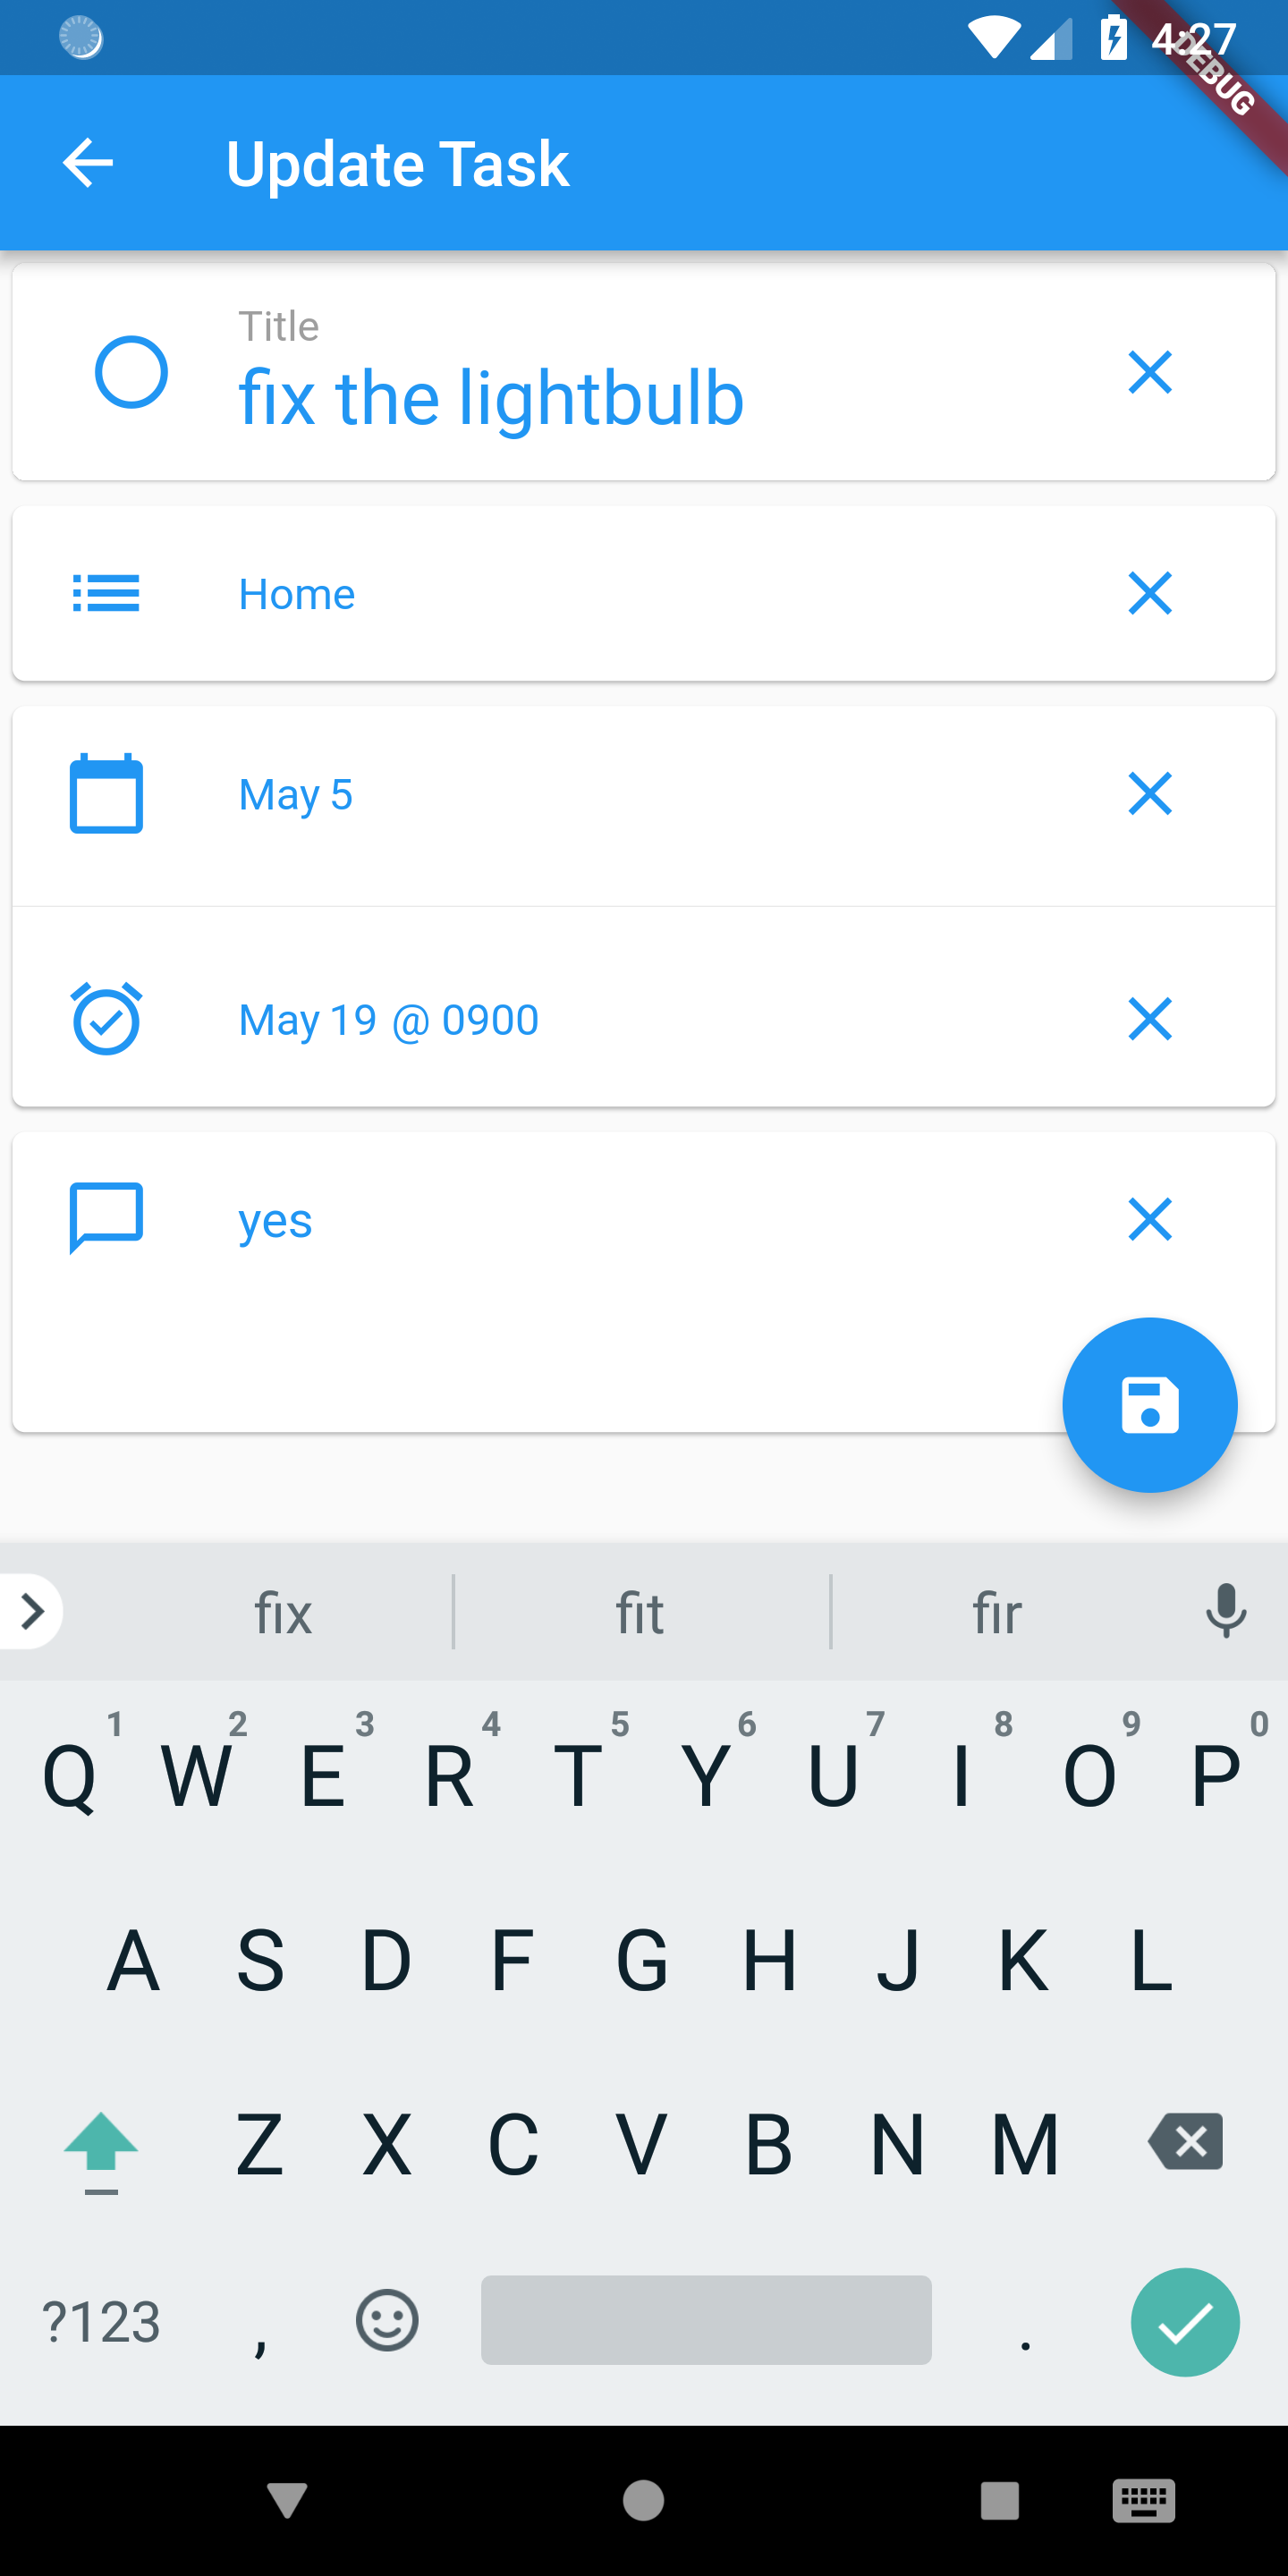 4:27
DEBUG
Update Task
Title
fix the lightbulb
Home
May 5
May 19 @ 0900
yes
fix fit fir
1 2 3 4 5 6 7 8 9 0
Q W E R T Y U I O P
A S D F G H J K L
Z X C V B N M
?123 , .